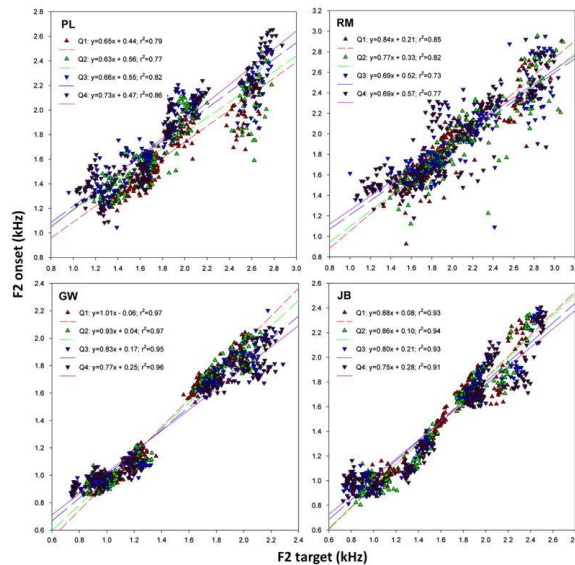 PL
Q1: y=0.65x + 0.44; r²=0.79
Q2: y=0.63x + 0.56; r²=0.77
Q3: y=0.66x + 0.55; r²=0.82
Q4: y=0.73x + 0.47; r²=0.86
2.6
2.4
2.2
2.0
1.8
1.6
1.4
1.2
1.0
0.8
0.8 1.0 1.2 1.4 1.6 1.8 2.0 2.2 2.4 2.6 2.8 3.0
RM
Q1: y=0.84x + 0.21; r²=0.85
Q2: y=0.77x + 0.33; r²=0.82
Q3: y=0.69x + 0.52; r²=0.73
Q4: y=0.69x + 0.57; r²=0.77
3.2
3.0
2.8
2.6
2.4
2.2
2.0
1.8
1.6
1.4
1.2
1.0
0.8
0.8 1.0 1.2 1.4 1.6 1.8 2.0 2.2 2.4 2.6 2.8 3.0
F2 onset (kHz)
GW
Q1: y=1.01x - 0.06; r²=0.97
Q2: y=0.93x + 0.04; r²=0.97
Q3: y=0.83x + 0.17; r²=0.95
Q4: y=0.77x + 0.25; r²=0.96
2.4
2.2
2.0
1.8
1.6
1.4
1.2
1.0
0.8
0.6
0.6 0.8 1.0 1.2 1.4 1.6 1.8 2.0 2.2 2.4
JB
Q1: y=0.88x + 0.08; r²=0.93
Q2: y=0.86x + 0.10; r²=0.94
Q3: y=0.80x + 0.21; r²=0.93
Q4: y=0.75x + 0.28; r²=0.91
2.6
2.4
2.2
2.0
1.8
1.6
1.4
1.2
1.0
0.8
0.6
0.6 0.8 1.0 1.2 1.4 1.6 1.8 2.0 2.2 2.4 2.6 2.8
F2 target (kHz)